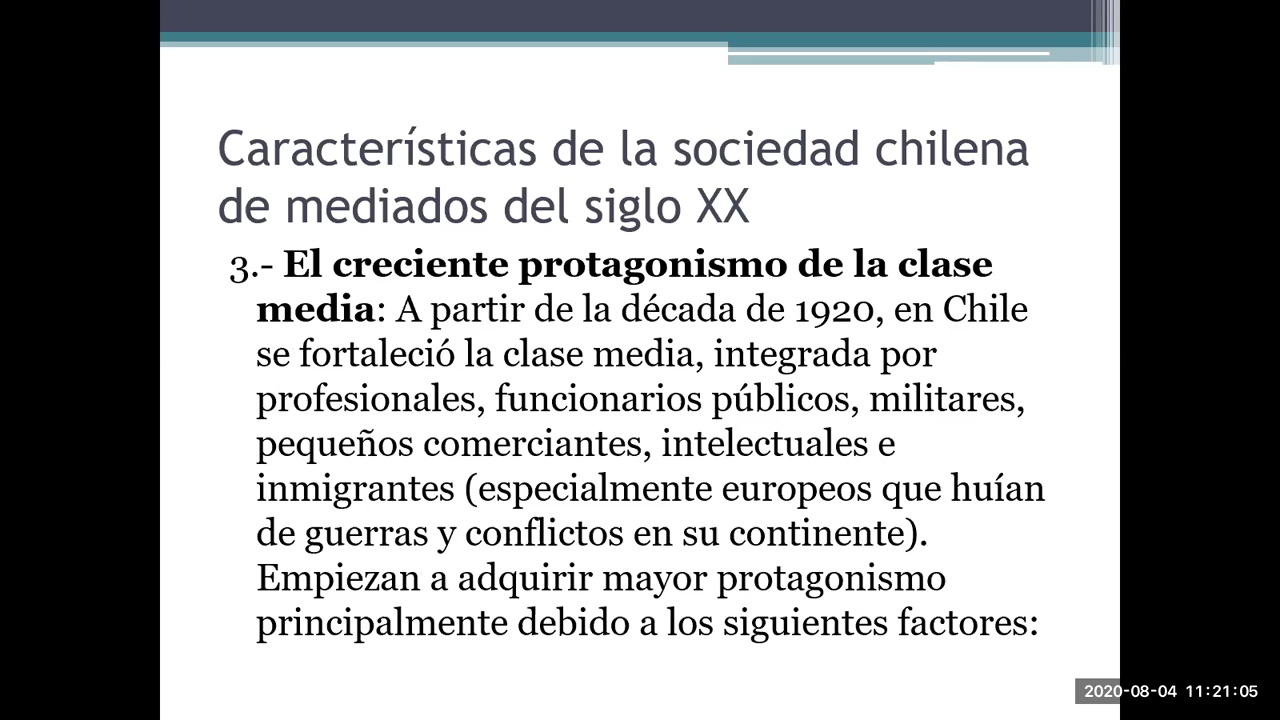 Características de la sociedad chilena
de mediados del siglo XX
3.- El creciente protagonismo de la clase
media: A partir de la década de 1920, en Chile
se fortaleció la clase media, integrada por
profesionales, funcionarios públicos, militares,
pequeños comerciantes, intelectuales e
inmigrantes (especialmente europeos que huían
de guerras y conflictos en su continente).
Empiezan a adquirir mayor protagonismo
principalmente debido a los siguientes factores:
2020-08-04 11:21:05